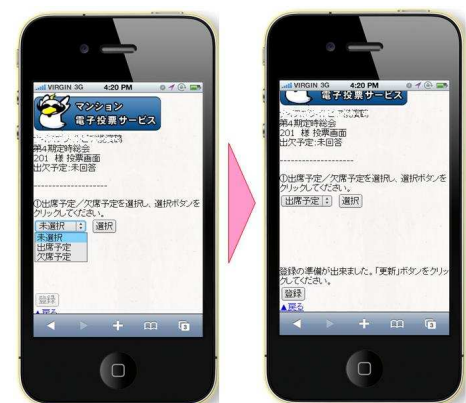 VIRGIN 3G 4:20 PM
マンション
電子投票サービス
第4期定時総会
201 様 投票画面
出欠予定:未回答
--------------------
①出席予定/欠席予定を選択し、選択ボタンを
クリックしてください。
未選択 選択
未選択
出席予定
欠席予定
登録
▲戻る
VIRGIN 3G 4:20 PM
電子投票サービス
第4期定時総会
201 様 投票画面
出欠予定:未回答
--------------------
①出席予定/欠席予定を選択し、選択ボタンを
クリックしてください。
出席予定 選択
登録の準備が出来ました。「更新」ボタンをクリッ
クしてください。
登録
▲戻る